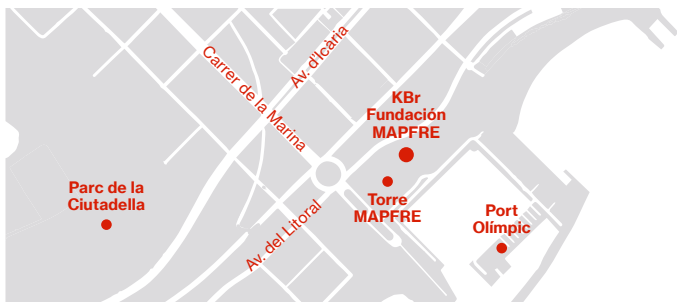 Carrer de la Marina
Av. d'Icària
KBr
Fundación
MAPFRE
Parc de la
Ciutadella
Torre
MAPFRE
Port
Olímpic
Av. del Litoral